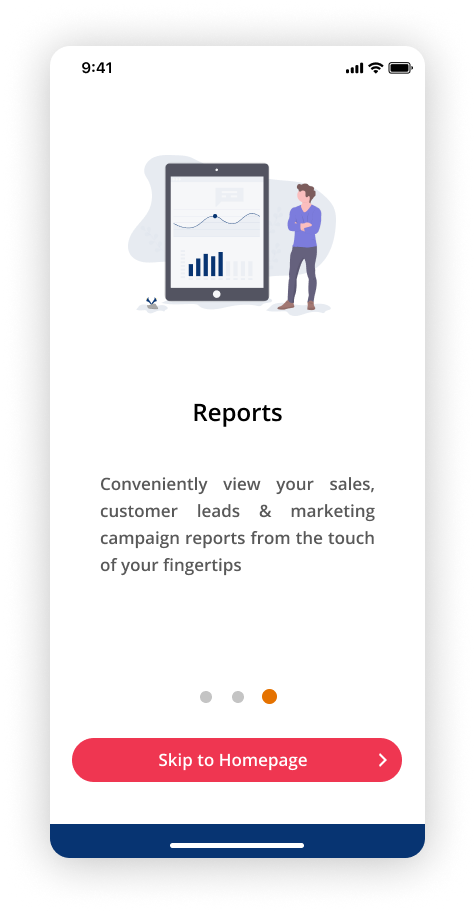 9:41
Reports
Conveniently view your sales,
customer leads & marketing
campaign reports from the touch
of your fingertips
Skip to Homepage